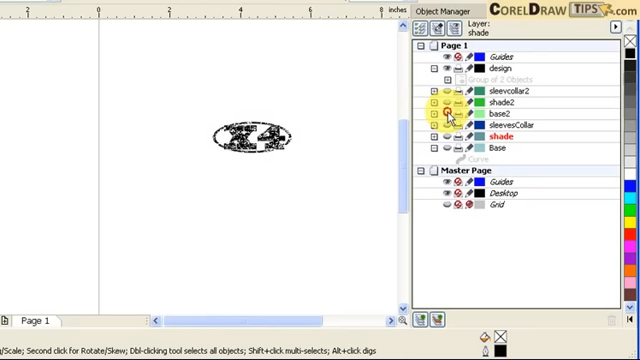 CORELDRAW TIPS.com
Object Manager
Layer:
shade
2 0 2 4 6 8 inches
Page 1
Guides
design
Group of 2 Objects
sleevcollar2
shade2
base2
sleevesCollar
shade
Base
Curve
Master Page
Guides
Desktop
Grid
Page 1
g/Scale; Second click for Rotate/Skew; Dbl-clicking tool selects all objects; Shift+click multi-selects; Alt+click digs